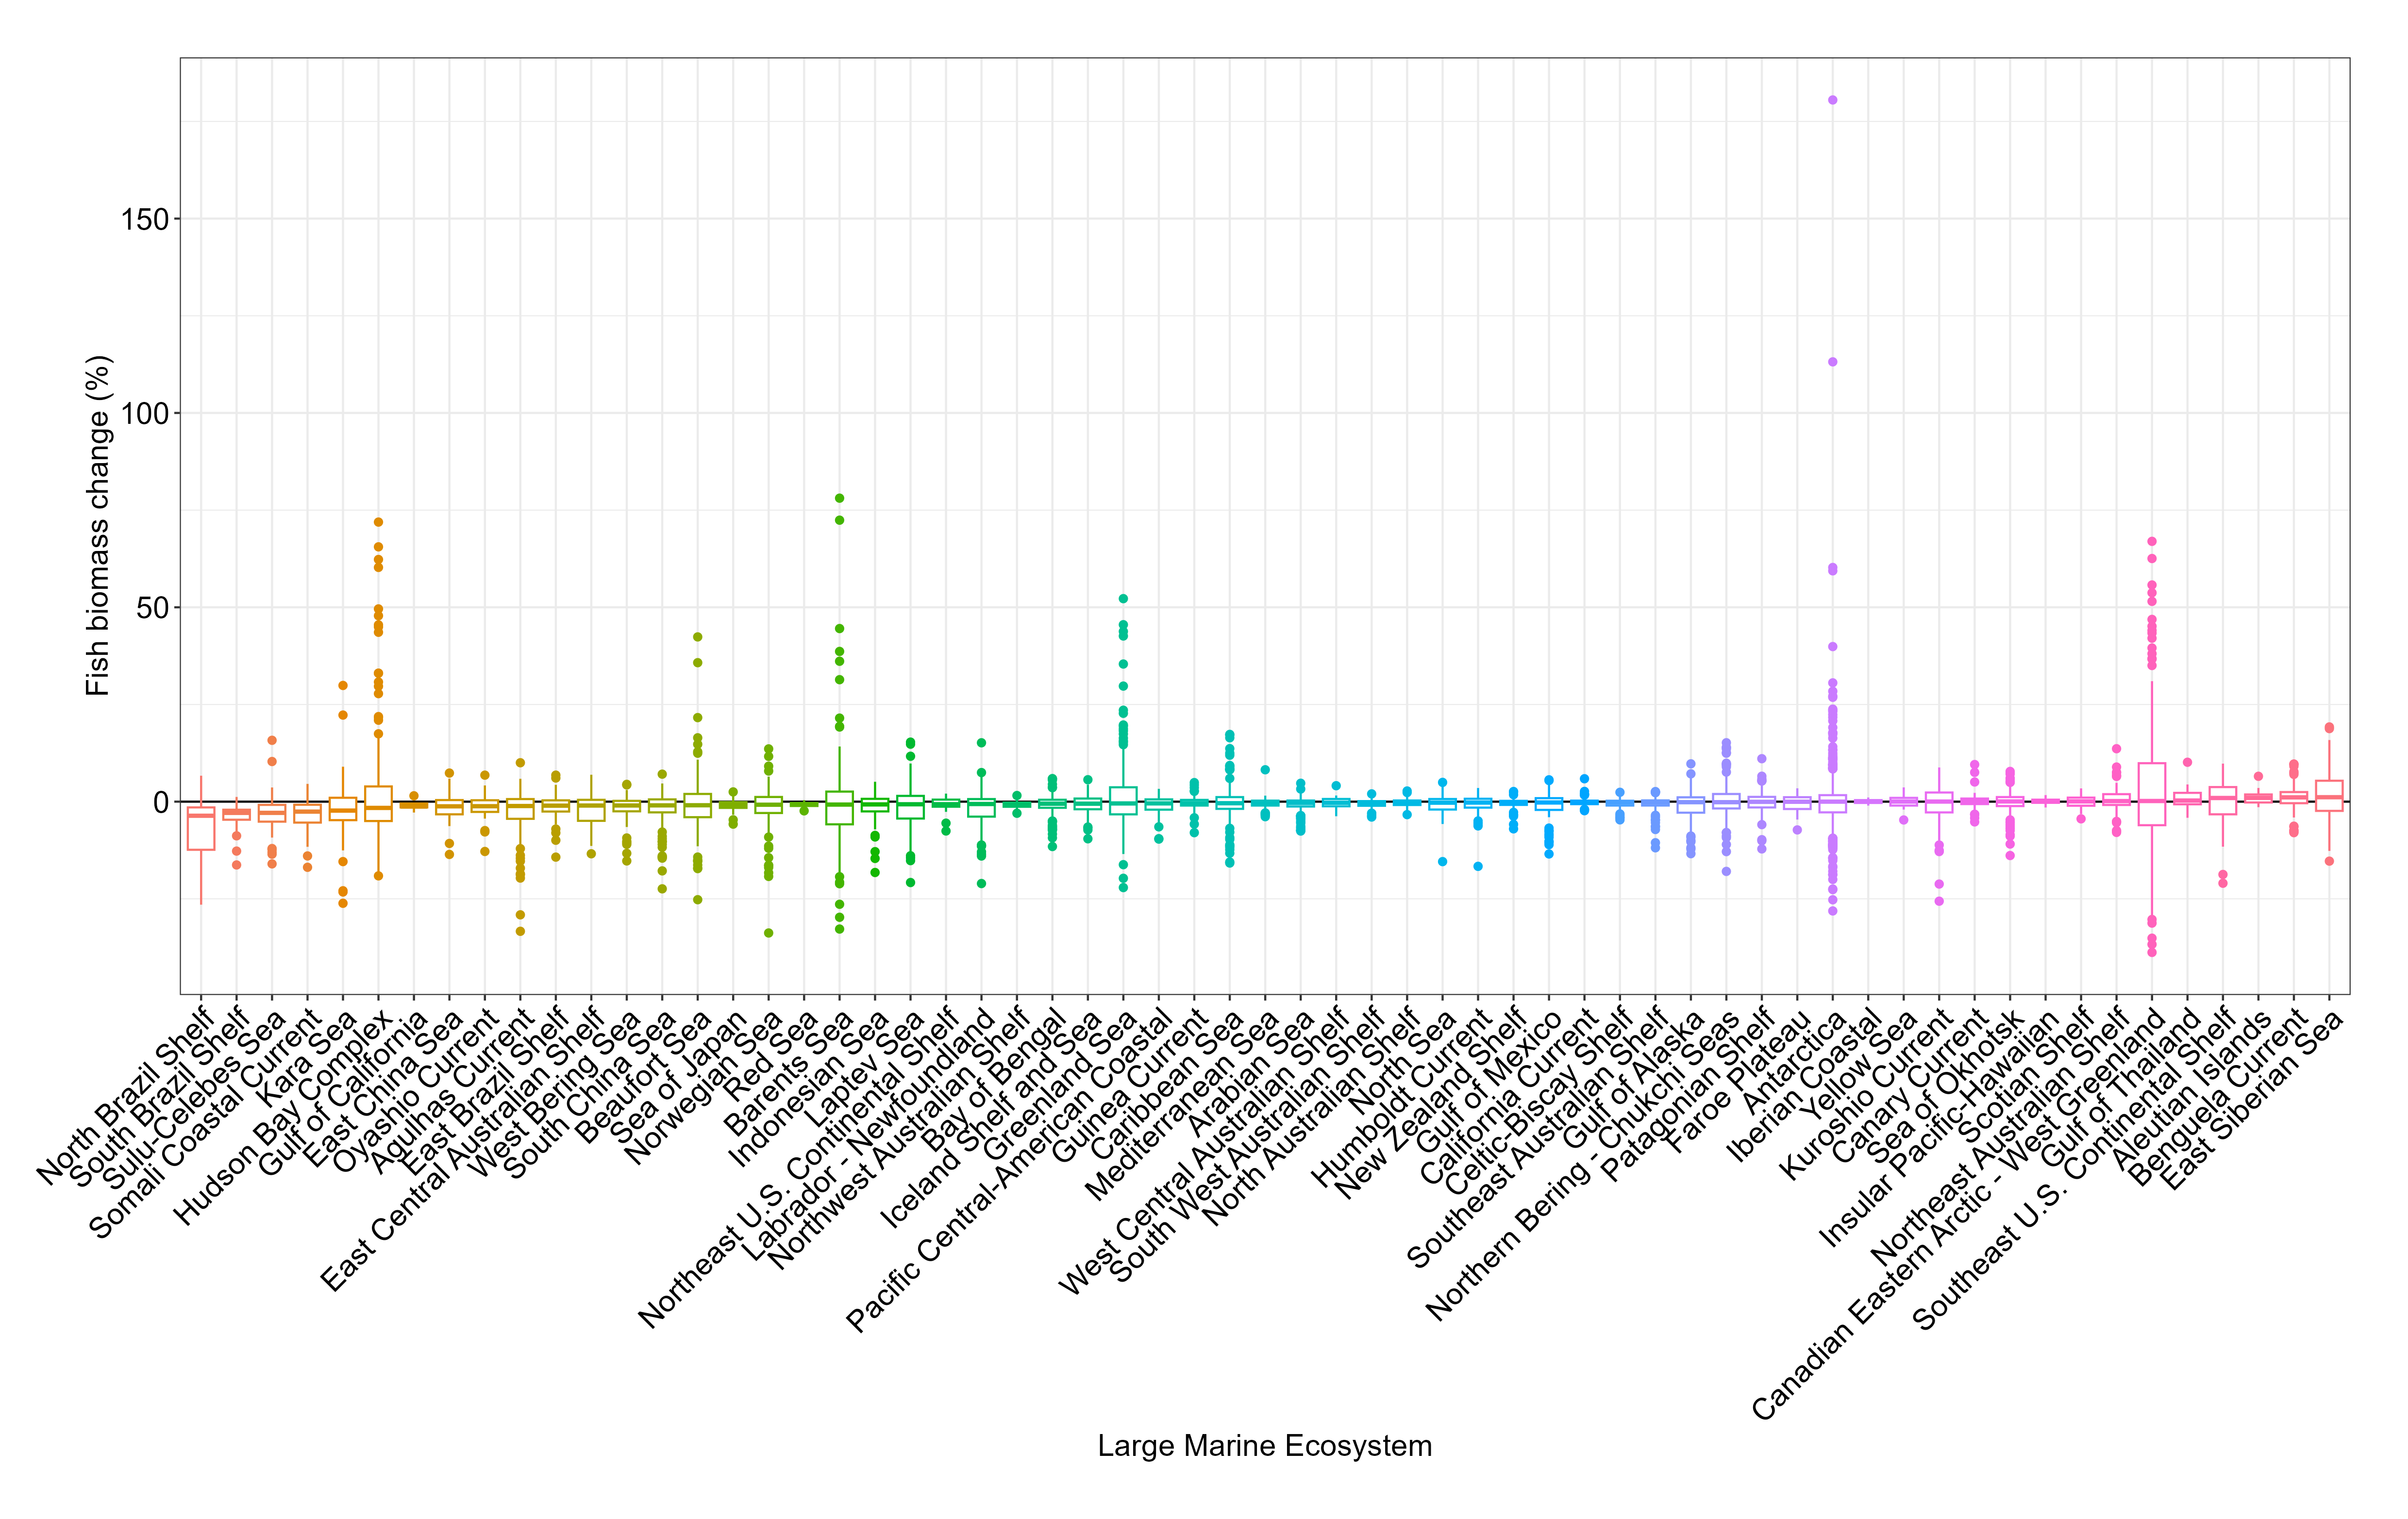 Fish biomass change (%)
150
100
50
0
North Brazil Shelf
South Brazil Shelf
Sulu-Celebes Sea
Somali Coastal Current
Kara Sea
Hudson Bay Complex
Gulf of California
East China Sea
Oyashio Current
Agulhas Current
East Brazil Shelf
East Central Australian Shelf
West Bering Sea
South China Sea
Beaufort Sea
Sea of Japan
Norwegian Sea
Red Sea
Barents Sea
Indonesian Sea
Laptev Sea
Northeast U.S. Continental Shelf
Labrador - Newfoundland
Northwest Australian Shelf
Bay of Bengal
Iceland Shelf and Sea
Greenland Sea
Pacific Central-American Coastal
Guinea Current
Caribbean Sea
Mediterranean Sea
Arabian Sea
West Central Australian Shelf
South West Australian Shelf
North Australian Shelf
North Sea
Humboldt Current
New Zealand Shelf
Gulf of Mexico
California Current
Celtic-Biscay Shelf
Southeast Australian Shelf
Gulf of Alaska
Northern Bering - Chukchi Seas
Patagonian Shelf
Faroe Plateau
Antarctica
Iberian Coastal
Yellow Sea
Kuroshio Current
Canary Current
Sea of Okhotsk
Insular Pacific-Hawaiian
Scotian Shelf
Northeast Australian Shelf
Canadian Eastern Arctic - West Greenland
Gulf of Thailand
Southeast U.S. Continental Shelf
Aleutian Islands
Benguela Current
East Siberian Sea
Large Marine Ecosystem